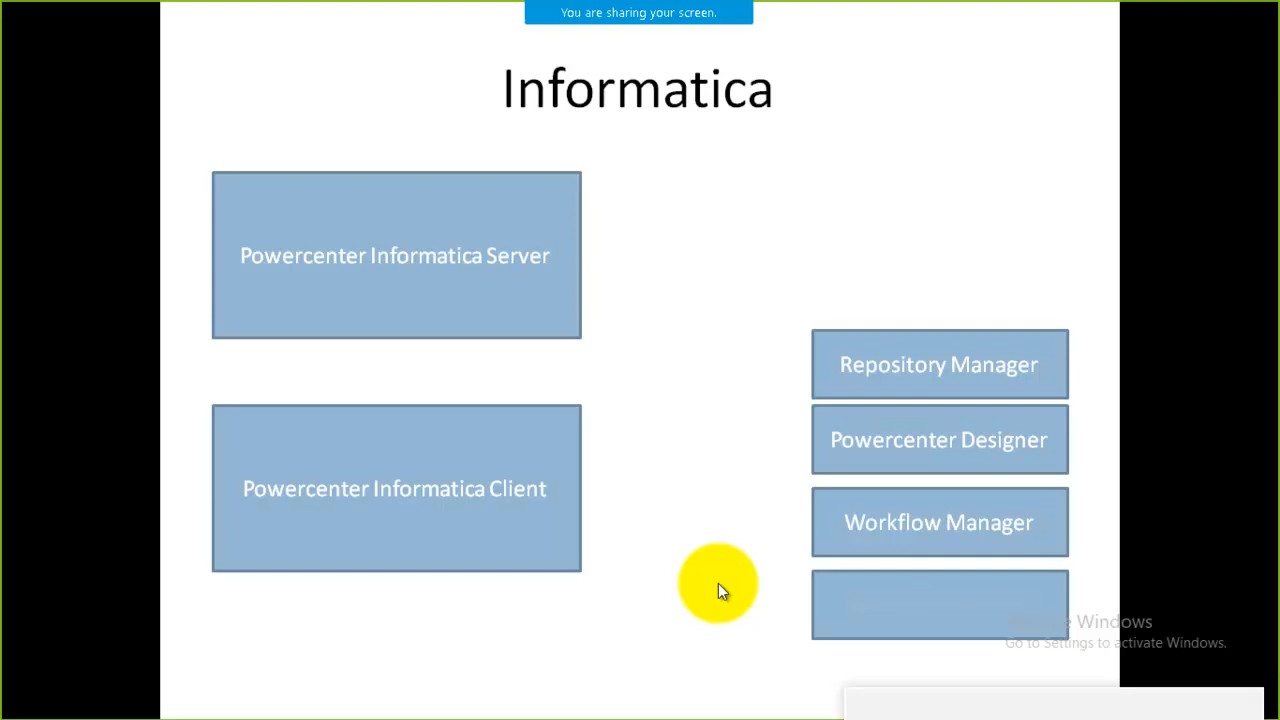 You are sharing your screen.
Informatica
Powercenter Informatica Server
Repository Manager
Powercenter Designer
Powercenter Informatica Client
Workflow Manager
Windows
Go to Settings to activate Windows.